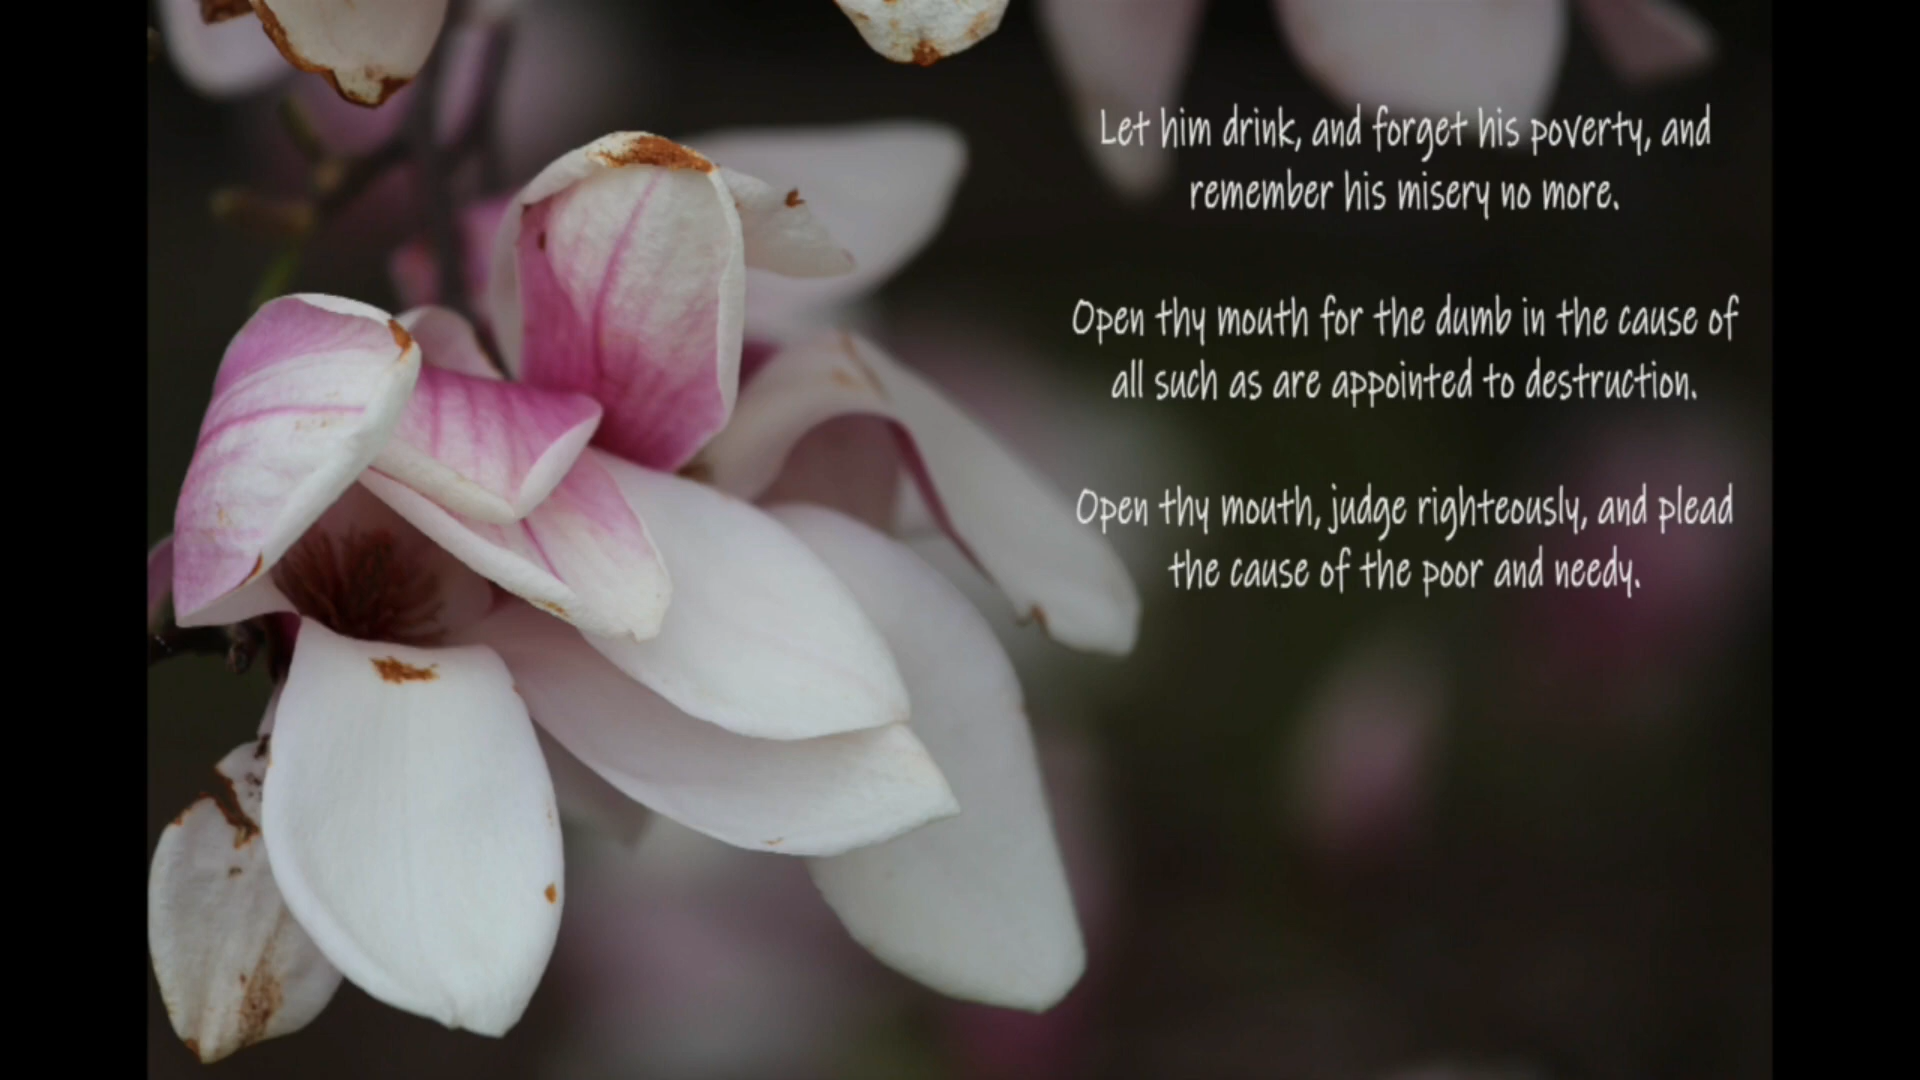 Let him drink, and forget his poverty, and
remember his misery no more.
Open thy mouth for the dumb in the cause of
all such as are appointed to destruction.
Open thy mouth, judge righteously, and plead
the cause of the poor and needy.